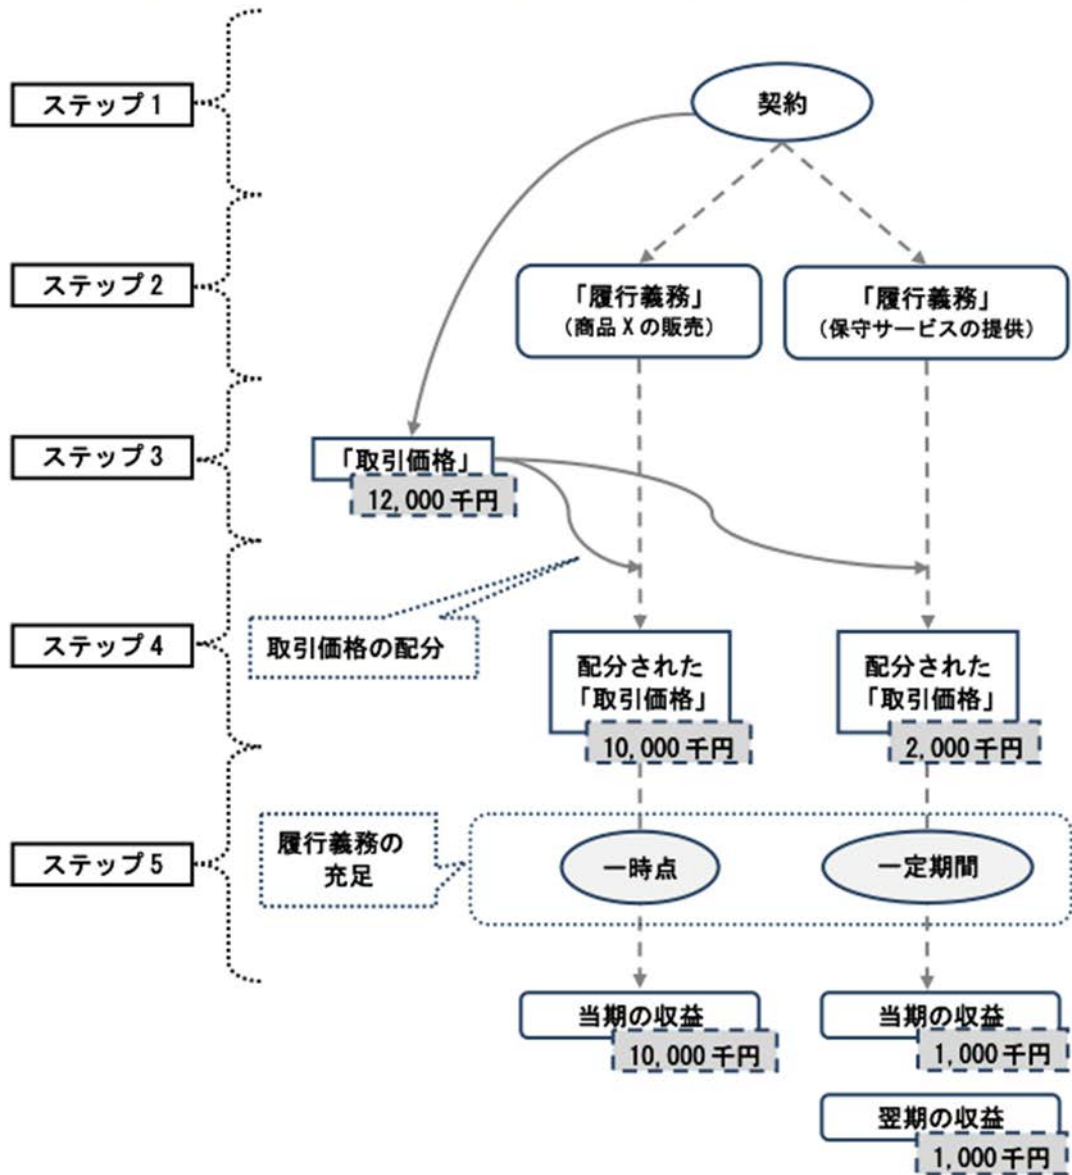 ステップ1
契約
ステップ2
「履行義務」
(商品Xの販売)
「履行義務」
(保守サービスの提供)
ステップ3
「取引価格」
12,000千円
ステップ4
取引価格の配分
配分された
「取引価格」
10,000千円
配分された
「取引価格」
2,000千円
ステップ5
履行義務の
充足
一時点
一定期間
当期の収益
10,000千円
当期の収益
1,000千円
翌期の収益
1,000千円